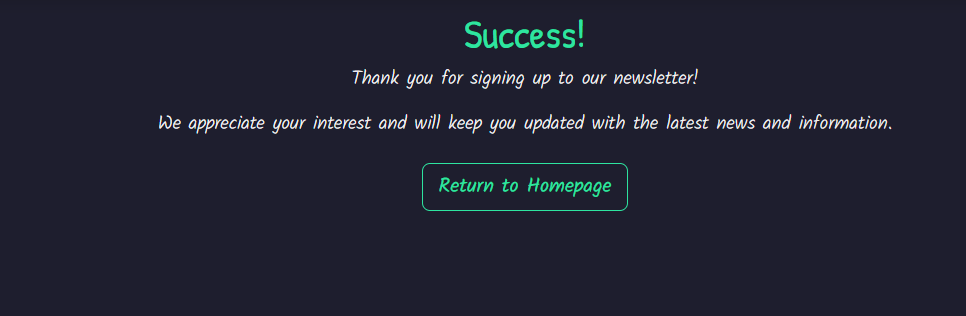 Success!
Thank you for signing up to our newsletter!
We appreciate your interest and will keep you updated with the latest news and information.
Return to Homepage